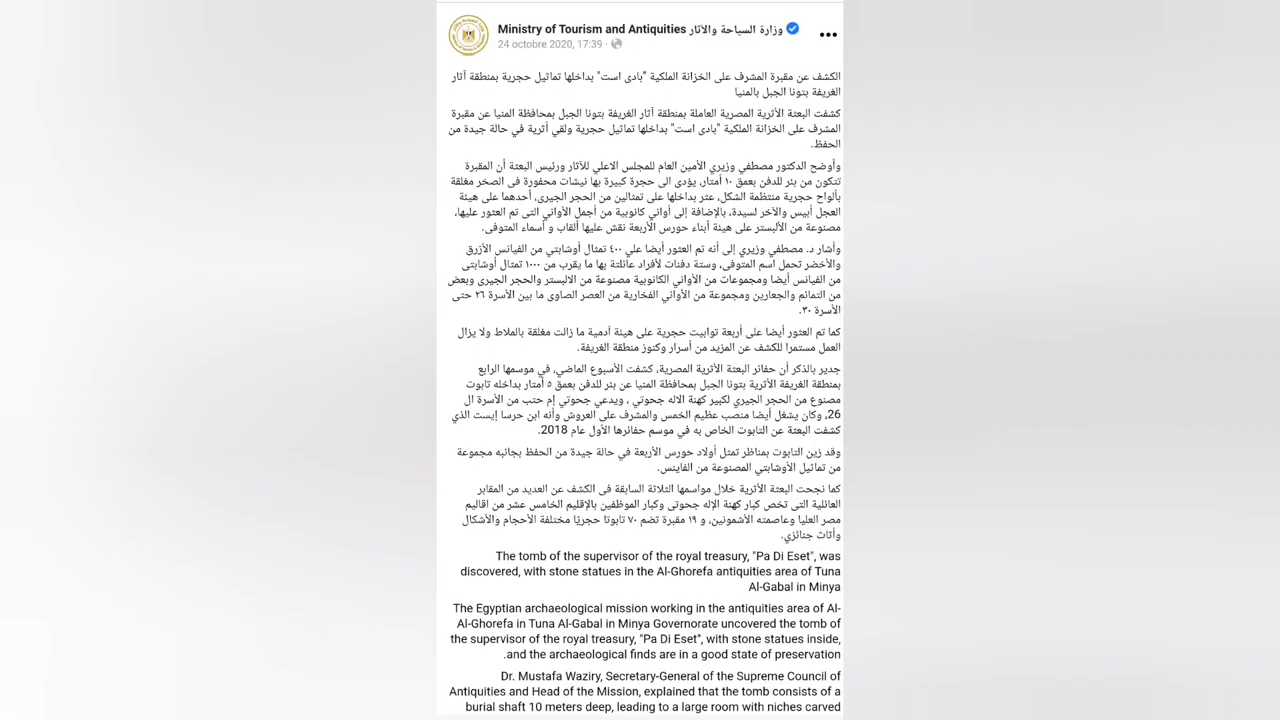 Ministry of Tourism and Antiquities وزارة السياحة والآثار
24 octobre 2020, 17:39
الكشف عن مقبرة المشرف على الخزانة الملكية "بادى است" بداخلها تماثيل حجرية بمنطقة آثار
الغريفة بتونا الجبل بالمنيا
كشفت البعثة الأثرية المصرية العاملة بمنطقة آثار الغريفة بتونا الجبل بمحافظة المنيا عن مقبرة
المشرف على الخزانة الملكية "بادى است" بداخلها تماثيل حجرية ولقي أثرية في حالة جيدة من
الحفظ.
وأوضح الدكتور مصطفي وزيري الأمين العام للمجلس الاعلي للآثار ورئيس البعثة أن المقبرة
تتكون من بئر للدفن بعمق ١٠ أمتار، يؤدى الى حجرة كبيرة بها نيشات محفورة فى الصخر مغلقة
بألواح حجرية منتظمة الشكل، عثر بداخلها على تمثالين من الحجر الجيرى، أحدهما على هيئة
العجل أبيس والآخر لسيدة، بالإضافة إلى أواني كانوبية من أجمل الأواني التى تم العثور عليها،
مصنوعة من الألبستر على هيئة أبناء حورس الأربعة نقش عليها ألقاب و أسماء المتوفى.
وأشار د. مصطفي وزيري إلى أنه تم العثور أيضا علي ٤٠٠ تمثال أوشابتي من الفيانس الأزرق
والأخضر تحمل اسم المتوفى، وستة دفنات لأفراد عائلتة بها ما يقرب من ١٠٠٠ تمثال أوشابتى
من الفيانس أيضا ومجموعات من الأواني الكانوبية مصنوعة من الالبستر والحجر الجيرى وبعض
من التمائم والجعارين ومجموعة من الأواني الفخارية من العصر الصاوى ما بين الأسرة ٢٦ حتى
الأسرة ٣٠.
كما تم العثور أيضا على أربعة توابيت حجرية على هيئة آدمية ما زالت مغلقة بالملاط ولا يزال
العمل مستمرا للكشف عن المزيد من أسرار وكنوز منطقة الغريفة.
جدير بالذكر أن حفائر البعثة الأثرية المصرية، كشفت الأسبوع الماضي، في موسمها الرابع
بمنطقة الغريفة الأثرية بتونا الجبل بمحافظة المنيا عن بئر للدفن بعمق ٥ أمتار بداخله تابوت
مصنوع من الحجر الجيري لكبير كهنة الاله جحوتي ، ويدعي جحوتي إم حتب من الأسرة ال
26، وكان يشغل أيضا منصب عظيم الخمس والمشرف على العروش وأنه ابن حرسا إيست الذي
كشفت البعثة عن التابوت الخاص به في موسم حفائرها الأول عام 2018.
وقد زين التابوت بمناظر تمثل أولاد حورس الأربعة في حالة جيدة من الحفظ بجانبه مجموعة
من تماثيل الأوشابتي المصنوعة من الفاينس.
كما نجحت البعثة الأثرية خلال مواسمها الثلاثة السابقة فى الكشف عن العديد من المقابر
العائلية التى تخص كبار كهنة الإله جحوتى وكبار الموظفين بالإقليم الخامس عشر من اقاليم
مصر العليا وعاصمته الأشمونين، و ١٩ مقبرة تضم ٧٠ تابوتا حجريًا مختلفة الأحجام والأشكال
وأثاث جنائزي.
The tomb of the supervisor of the royal treasury, "Pa Di Eset", was
discovered, with stone statues in the Al-Ghorefa antiquities area of Tuna
Al-Gabal in Minya
The Egyptian archaeological mission working in the antiquities area of Al-
Al-Ghorefa in Tuna Al-Gabal in Minya Governorate uncovered the tomb of
the supervisor of the royal treasury, "Pa Di Eset", with stone statues inside,
.and the archaeological finds are in a good state of preservation
Dr. Mustafa Waziry, Secretary-General of the Supreme Council of
Antiquities and Head of the Mission, explained that the tomb consists of a
burial shaft 10 meters deep, leading to a large room with niches carved